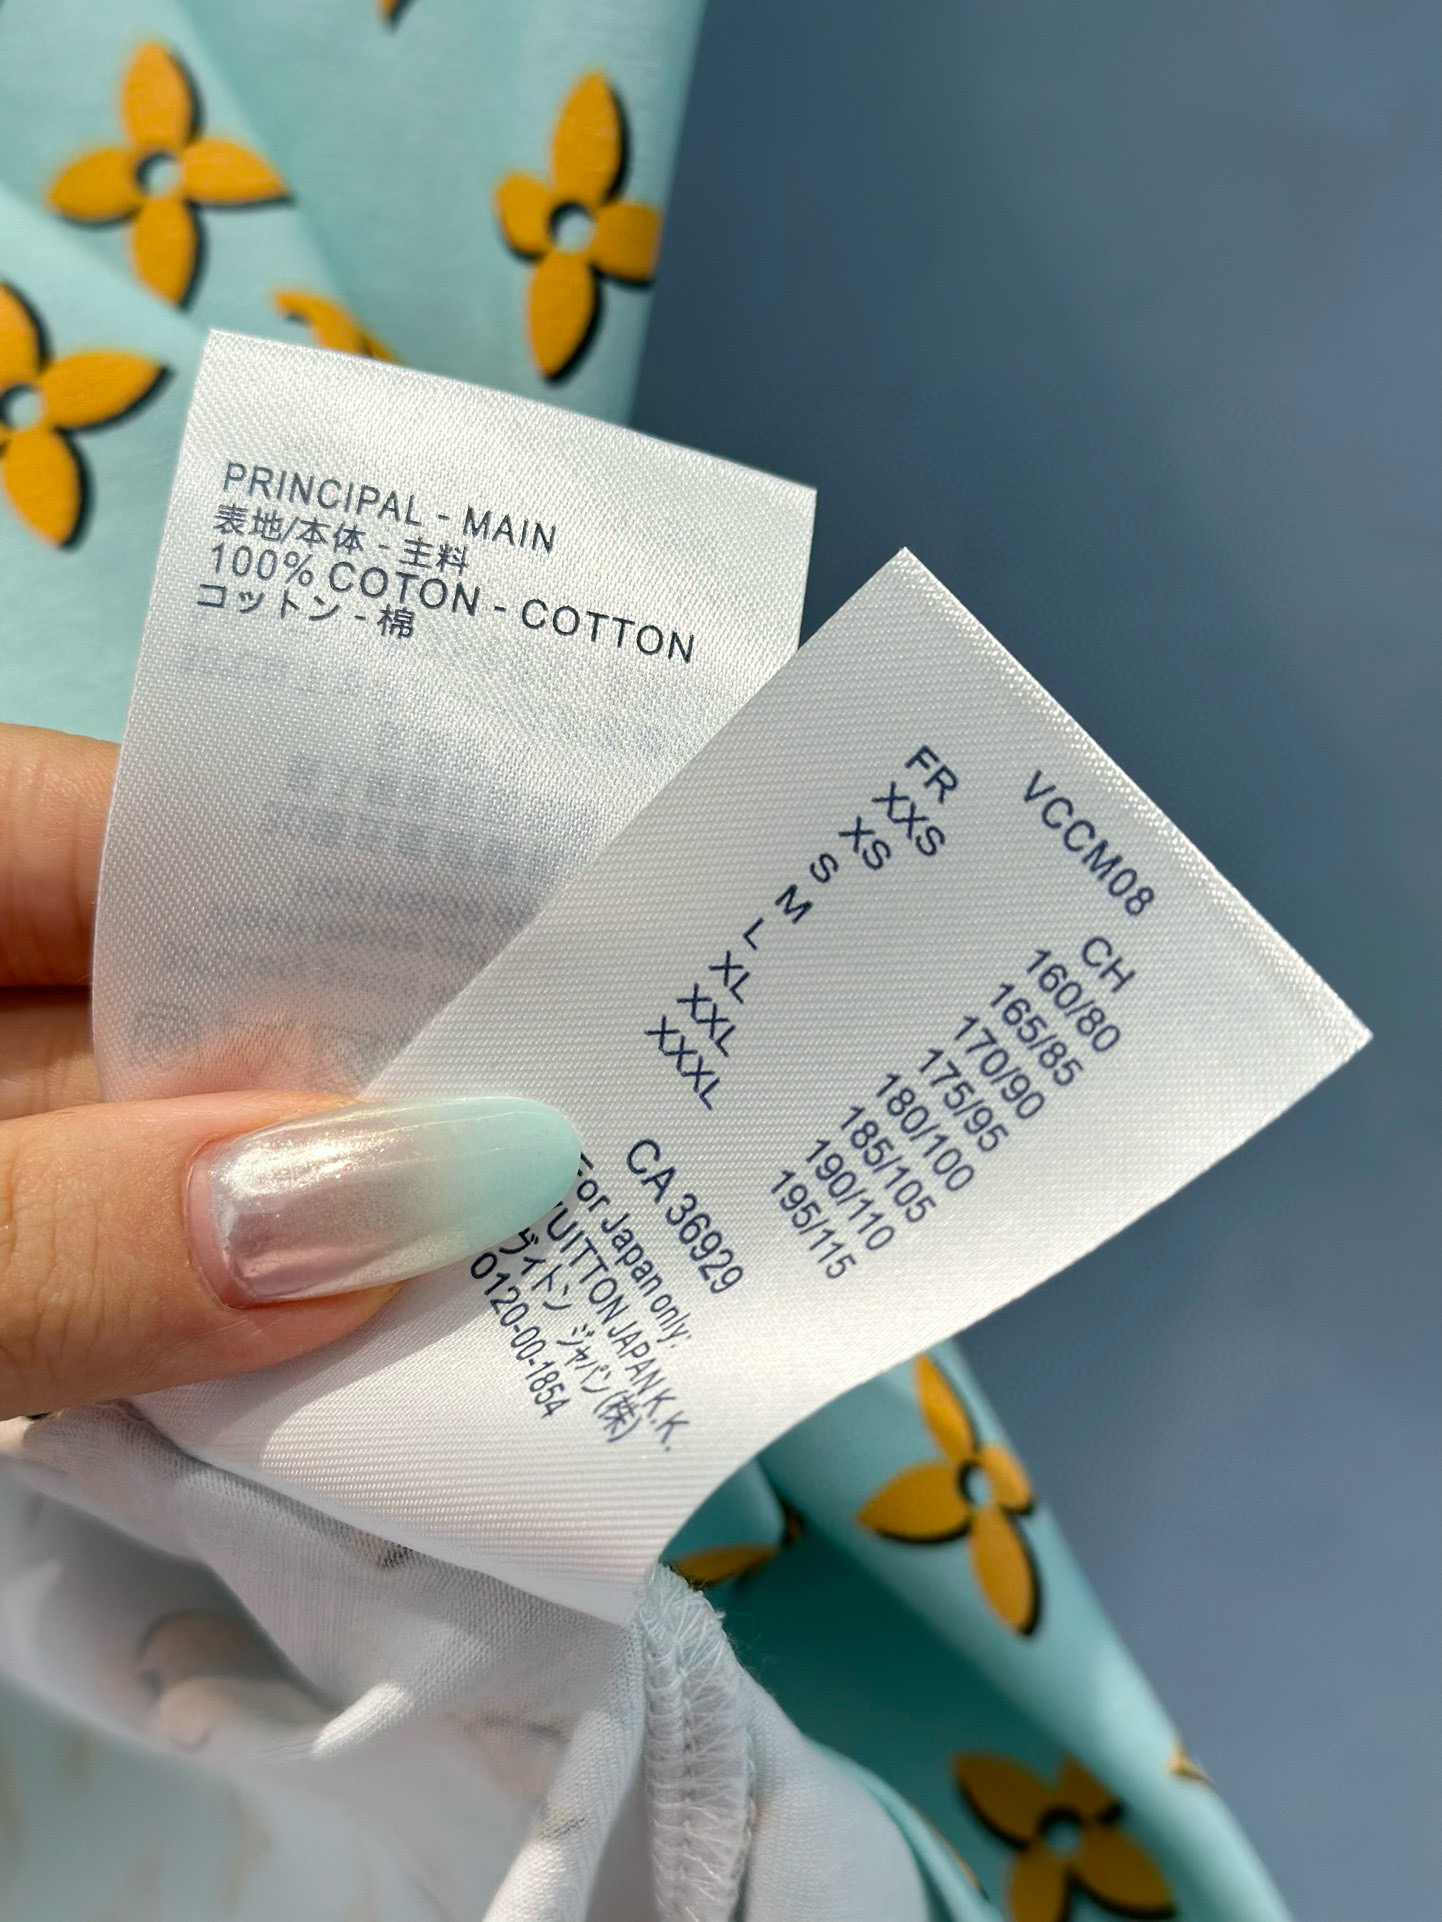 PRINCIPAL - MAIN
表地/本体 - 主料
100% COTON - COTTON
コットン - 棉
VCCM08
FR CH
XXS 160/80
XS 165/85
S 170/90
M 175/95
L 180/100
XL 185/105
XXL 190/110
XXXL 195/115
CA 36929
For Japan only:
VUITTON JAPAN K.K.
ヴィトン ジャパン(株)
0120-00-1854